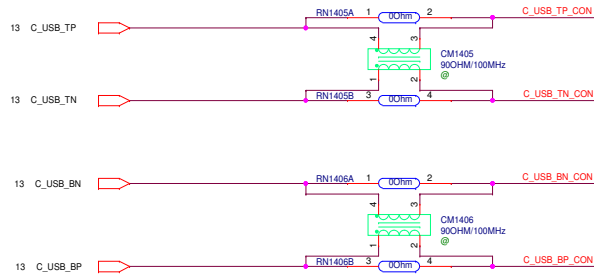 RN1405A 1 0Ohm 2 C_USB_TP_CON
13 C_USB_TP
4 3
CM1405
90OHM/100MHz
@
1 2
13 C_USB_TN RN1405B 3 0Ohm 4 C_USB_TN_CON
13 C_USB_BN RN1406A 1 0Ohm 2 C_USB_BN_CON
4 3
CM1406
90OHM/100MHz
@
1 2
13 C_USB_BP RN1406B 3 0Ohm 4 C_USB_BP_CON